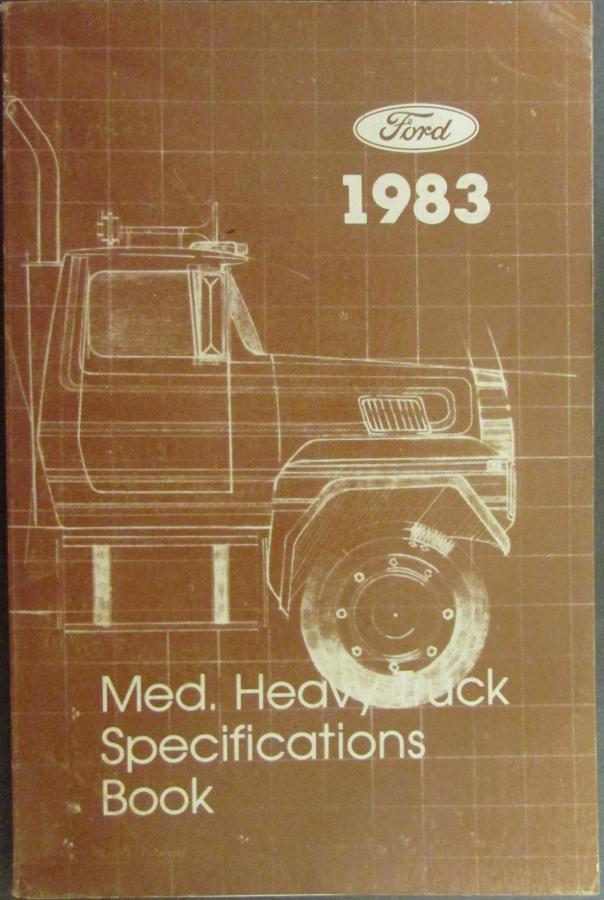 Ford
1983
Med. Heavy Truck
Specifications
Book